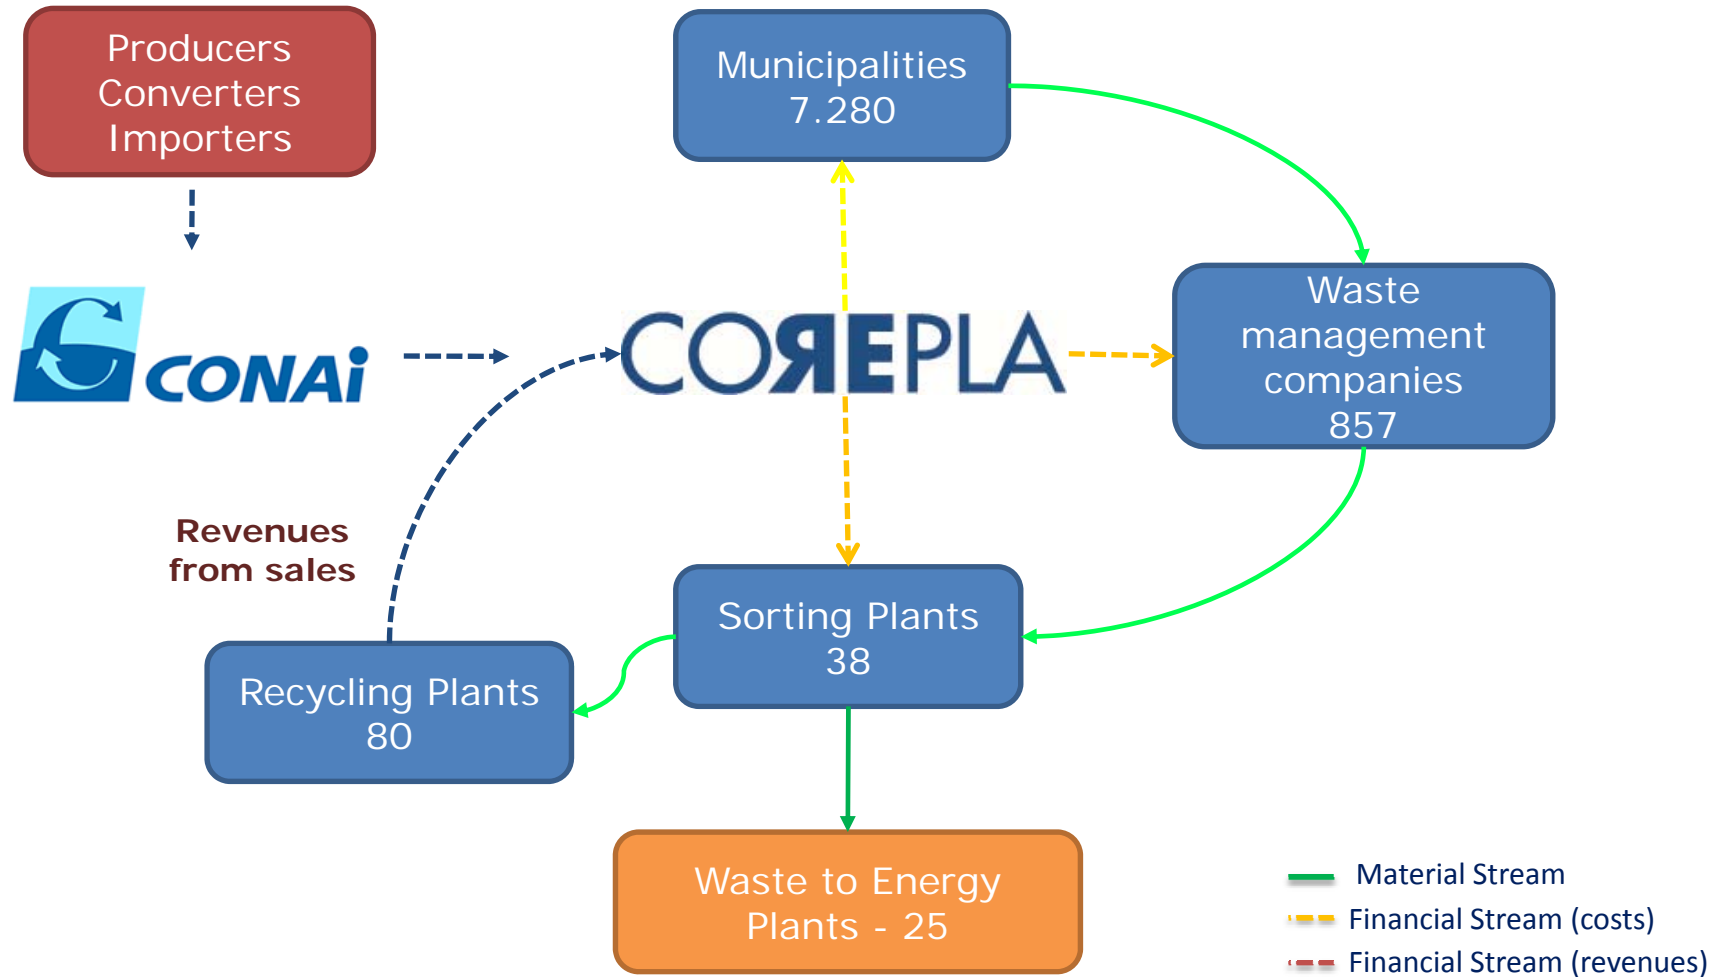 Producers
Converters
Importers
Municipalities
7.280
CONAi
COREPLA
Waste
management
companies
857
Revenues
from sales
Sorting Plants
38
Recycling Plants
80
Waste to Energy
Plants - 25
Material Stream
Financial Stream (costs)
Financial Stream (revenues)